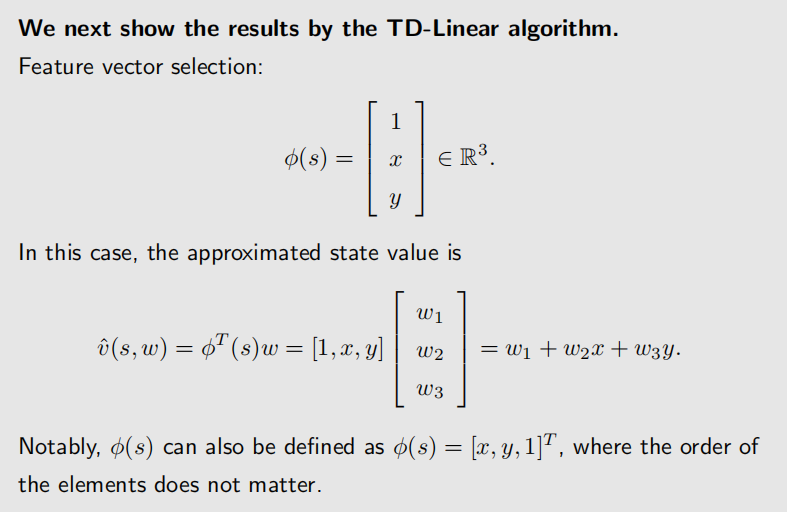 We next show the results by the TD-Linear algorithm.
Feature vector selection:
ϕ(s) = [ 1 x y ] ∈ ℝ³.
In this case, the approximated state value is
v̂(s, w) = ϕᵀ(s)w = [1, x, y] [ w₁ w₂ w₃ ] = w₁ + w₂x + w₃y.
Notably, ϕ(s) can also be defined as ϕ(s) = [x, y, 1]ᵀ, where the order of
the elements does not matter.